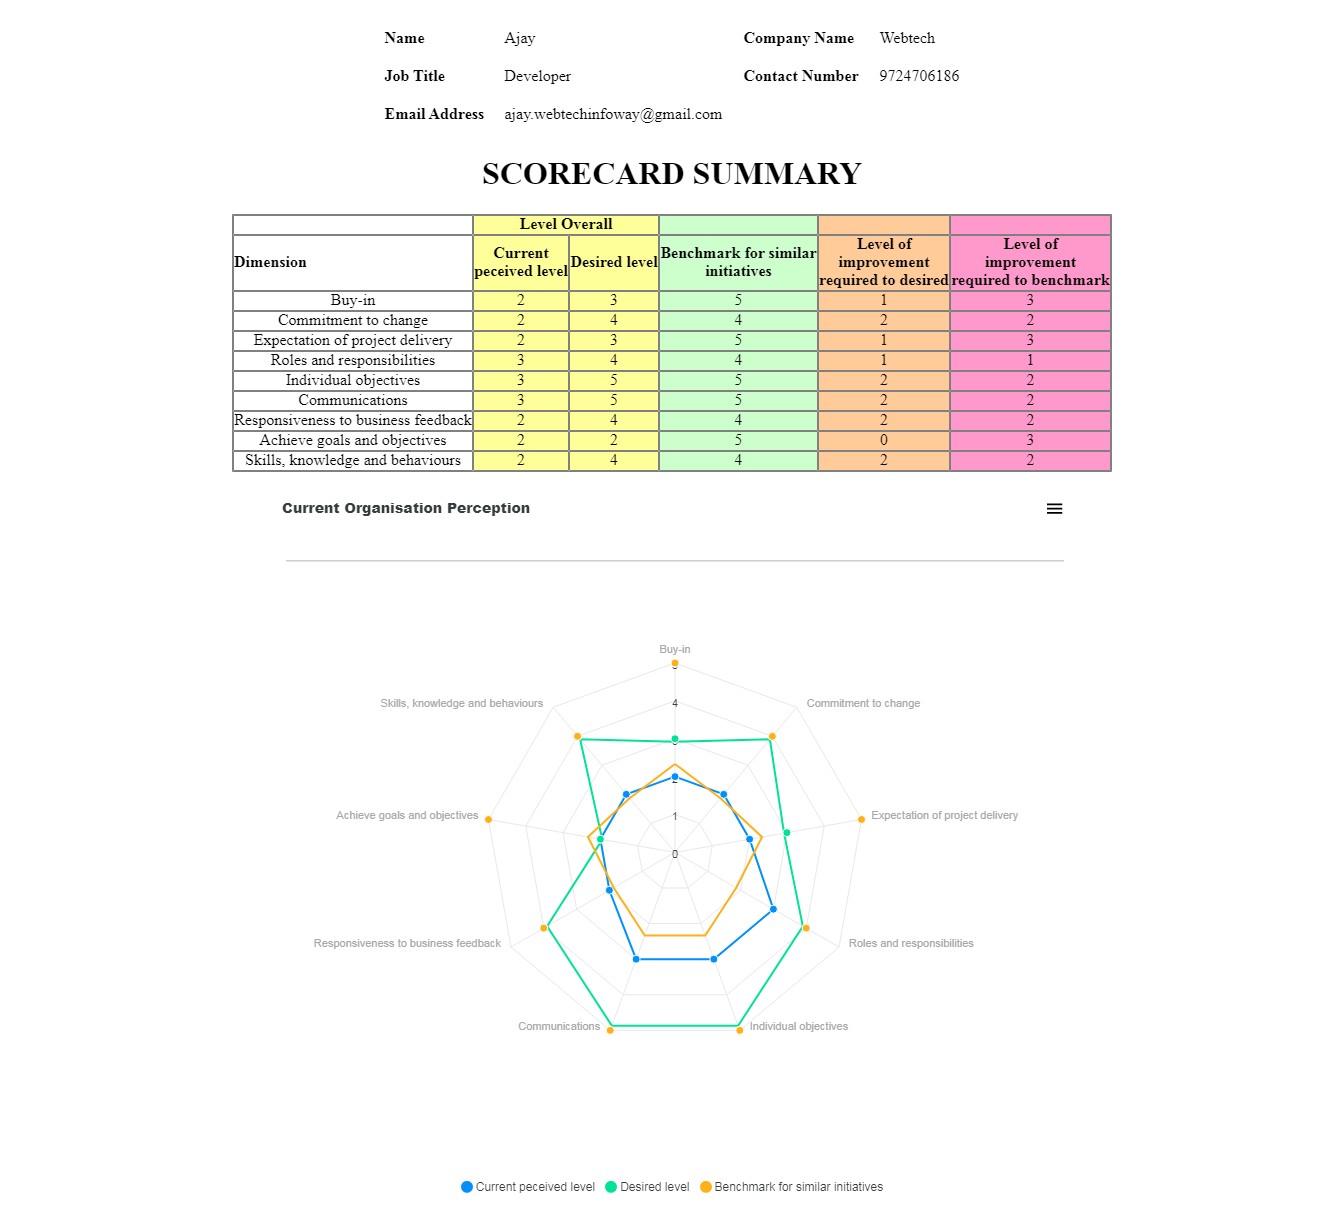 Name Ajay Company Name Webtech
Job Title Developer Contact Number 9724706186
Email Address ajay.webtechinfoway@gmail.com
SCORECARD SUMMARY
Level Overall
Dimension Current peceived level Desired level Benchmark for similar initiatives Level of improvement required to desired Level of improvement required to benchmark
Buy-in 2 3 5 1 3
Commitment to change 2 4 4 2 2
Expectation of project delivery 2 3 5 1 3
Roles and responsibilities 3 4 4 1 1
Individual objectives 3 5 5 2 2
Communications 3 5 5 2 2
Responsiveness to business feedback 2 4 4 2 2
Achieve goals and objectives 2 2 5 0 3
Skills, knowledge and behaviours 2 4 4 2 2
Current Organisation Perception
Buy-in
Skills, knowledge and behaviours 4 Commitment to change
Achieve goals and objectives 1 Expectation of project delivery
0
Responsiveness to business feedback Roles and responsibilities
Communications Individual objectives
Current peceived level Desired level Benchmark for similar initiatives